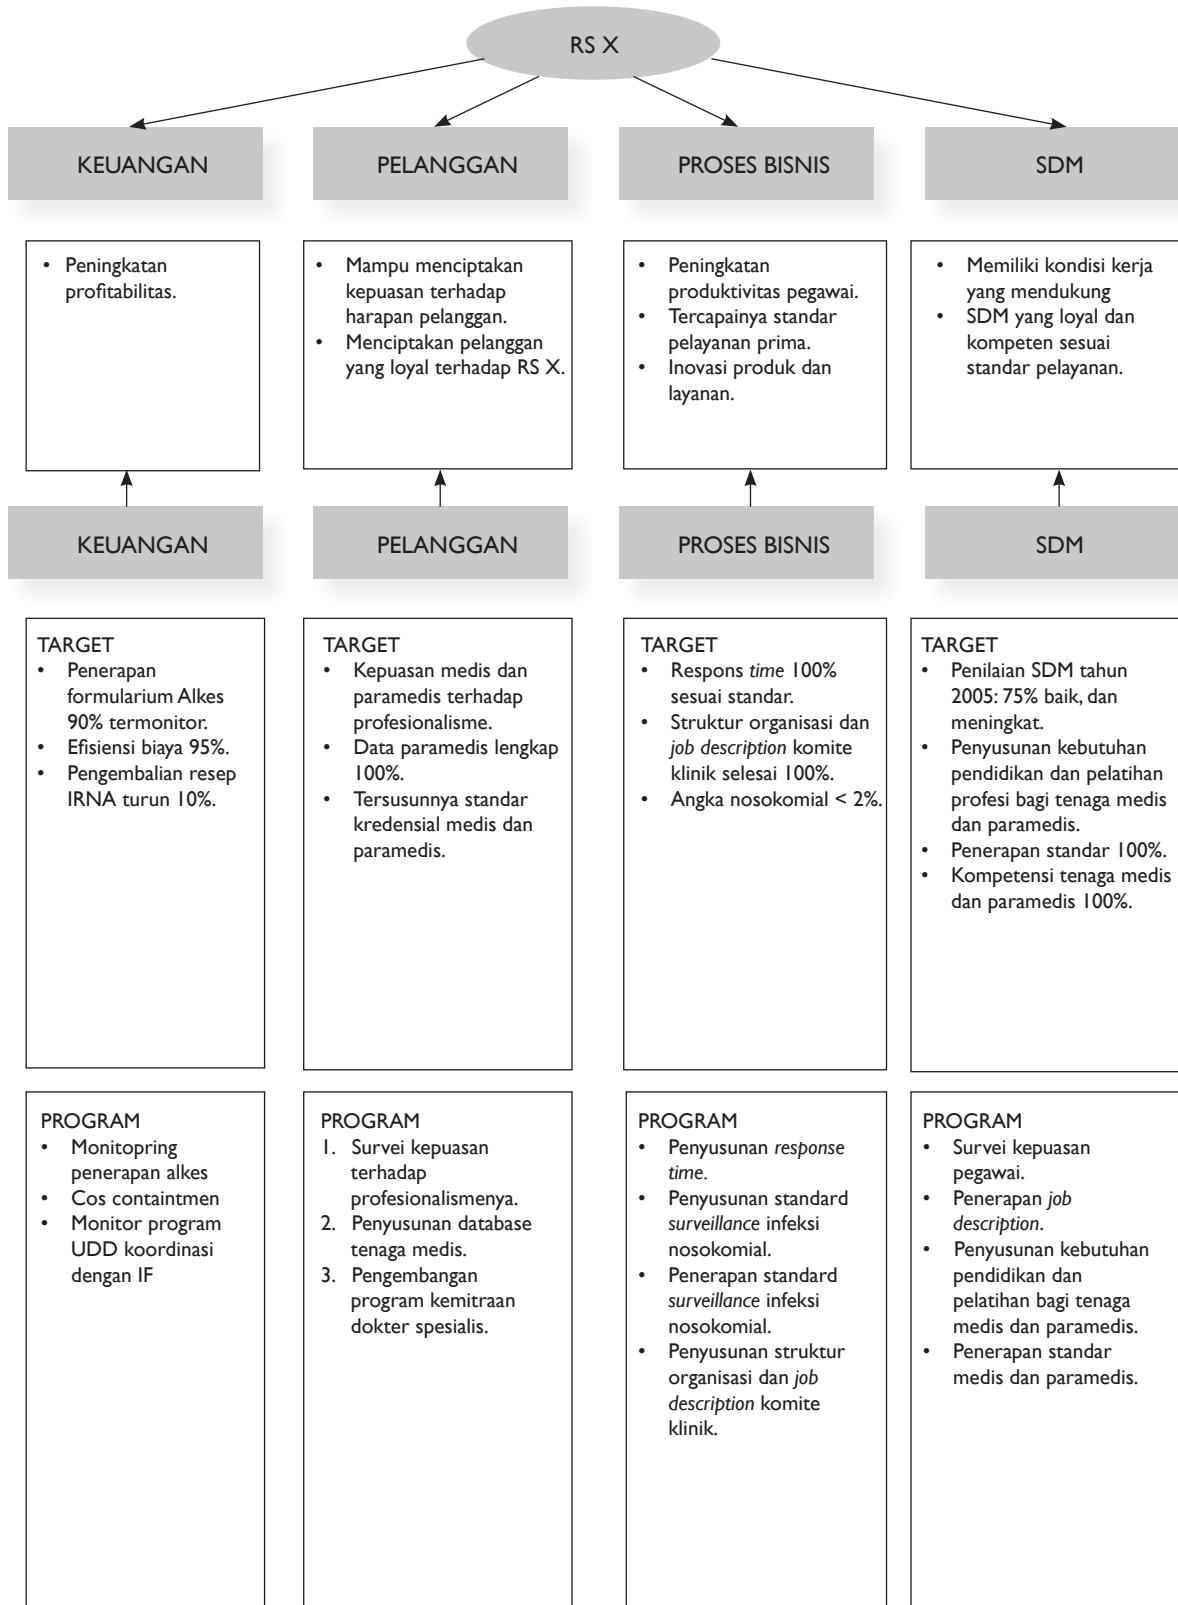 RS X
KEUANGAN
PELANGGAN
PROSES BISNIS
SDM
• Peningkatan
profitabilitas.
• Mampu menciptakan
kepuasan terhadap
harapan pelanggan.
• Menciptakan pelanggan
yang loyal terhadap RS X.
• Peningkatan
produktivitas pegawai.
• Tercapainya standar
pelayanan prima.
• Inovasi produk dan
layanan.
• Memiliki kondisi kerja
yang mendukung
• SDM yang loyal dan
kompeten sesuai
standar pelayanan.
KEUANGAN
PELANGGAN
PROSES BISNIS
SDM
TARGET
• Penerapan
formularium Alkes
90% termonitor.
• Efisiensi biaya 95%.
• Pengembalian resep
IRNA turun 10%.
TARGET
• Kepuasan medis dan
paramedis terhadap
profesionalisme.
• Data paramedis lengkap
100%.
• Tersusunnya standar
kredensial medis dan
paramedis.
TARGET
• Respons time 100%
sesuai standar.
• Struktur organisasi dan
job description komite
klinik selesai 100%.
• Angka nosokomial < 2%.
TARGET
• Penilaian SDM tahun
2005: 75% baik, dan
meningkat.
• Penyusunan kebutuhan
pendidikan dan pelatihan
profesi bagi tenaga medis
dan paramedis.
• Penerapan standar 100%.
• Kompetensi tenaga medis
dan paramedis 100%.
PROGRAM
• Monitopring
penerapan alkes
• Cos containtmen
• Monitor program
UDD koordinasi
dengan IF
PROGRAM
1. Survei kepuasan
terhadap
profesionalismenya.
2. Penyusunan database
tenaga medis.
3. Pengembangan
program kemitraan
dokter spesialis.
PROGRAM
• Penyusunan response
time.
• Penyusunan standard
surveillance infeksi
nosokomial.
• Penerapan standard
surveillance infeksi
nosokomial.
• Penyusunan struktur
organisasi dan job
description komite
klinik.
PROGRAM
• Survei kepuasan
pegawai.
• Penerapan job
description.
• Penyusunan kebutuhan
pendidikan dan
pelatihan bagi tenaga
medis dan paramedis.
• Penerapan standar
medis dan paramedis.